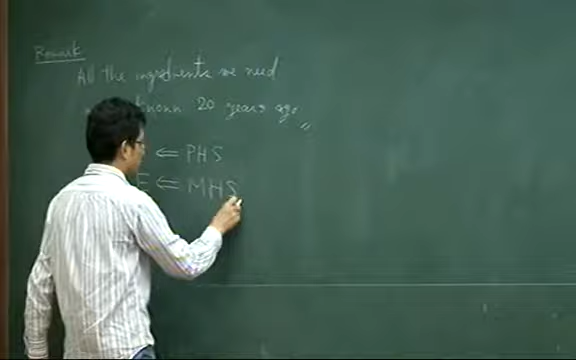 Remark
All the ingredients we need
known 20 years ago
"
⇐ PHS
E ⇐ MHS